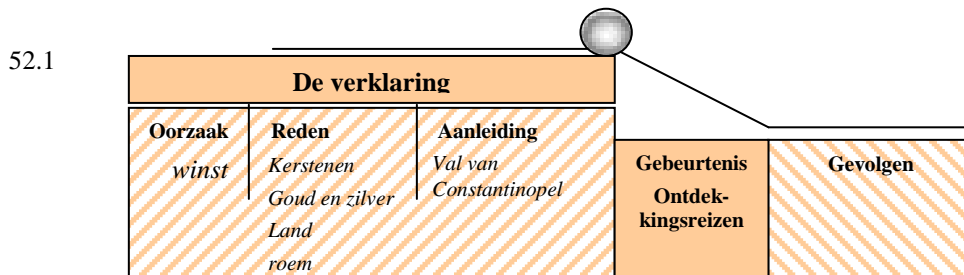 52.1
De verklaring
Oorzaak
winst
Reden
Kerstenen
Goud en zilver
Land
roem
Aanleiding
Val van
Constantinopel
Gebeurtenis
Ontdek-
kingsreizen
Gevolgen